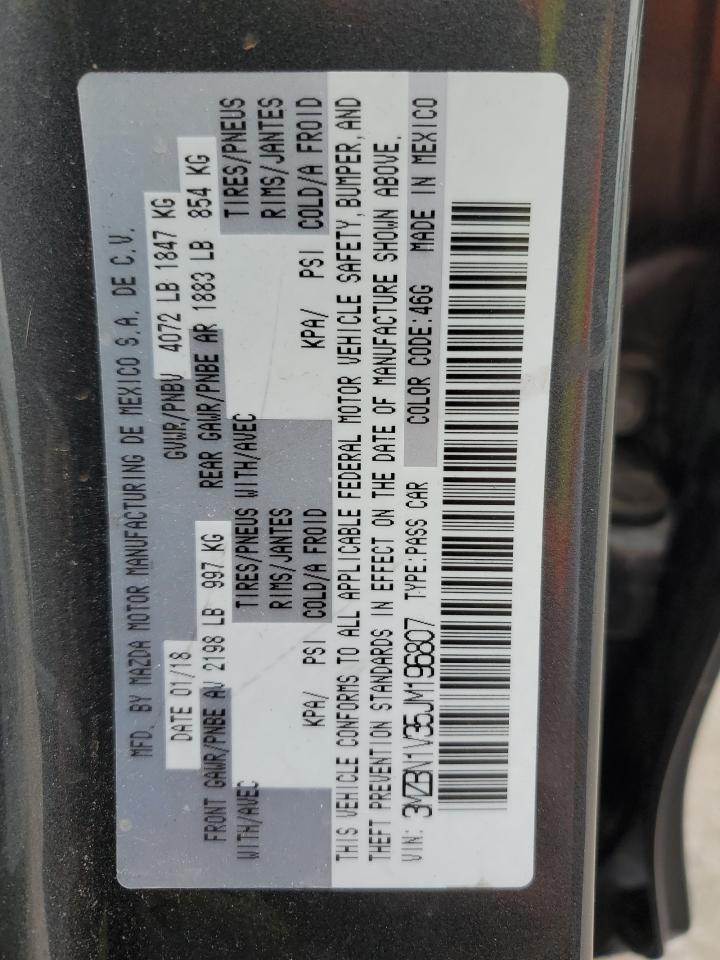 MFD. BY MAZDA MOTOR MANUFACTURING DE MEXICO S.A. DE C.V.
DATE 01/18 GVWR/PNBV 4072 LB 1847 KG
FRONT GAWR/PNBE AV 2198 LB 997 KG REAR GAWR/PNBE AR 1883 LB 854 KG
WITH/AVEC TIRES/PNEUS WITH/AVEC TIRES/PNEUS
RIMS/JANTES RIMS/JANTES
KPA/ PSI COLD/A FROID KPA/ PSI COLD/A FROID
THIS VEHICLE CONFORMS TO ALL APPLICABLE FEDERAL MOTOR VEHICLE SAFETY, BUMPER, AND
THEFT PREVENTION STANDARDS IN EFFECT ON THE DATE OF MANUFACTURE SHOWN ABOVE.
VIN: 3MZBN1V35JM196807 TYPE:PASS CAR COLOR CODE:46G MADE IN MEXICO